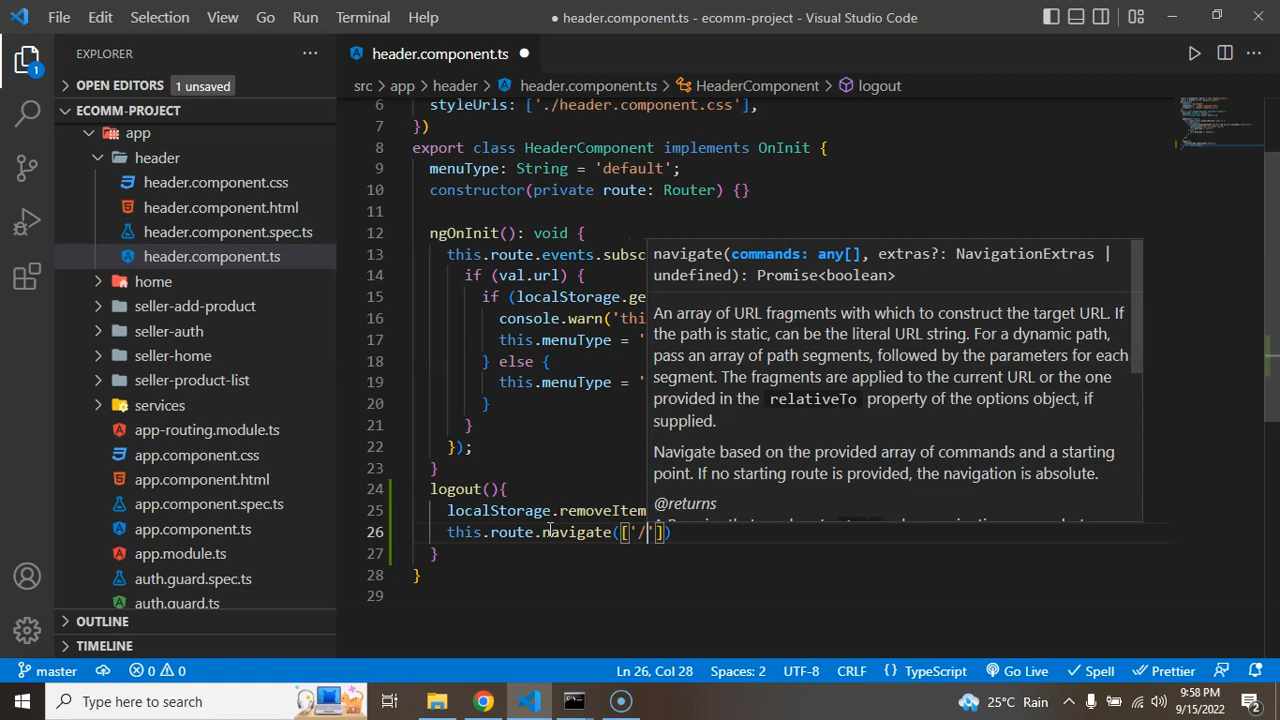 File Edit Selection View Go Run Terminal Help
● header.component.ts - ecomm-project - Visual Studio Code
EXPLORER
OPEN EDITORS 1 unsaved
ECOMM-PROJECT
app
header
header.component.css
header.component.html
header.component.spec.ts
header.component.ts
home
seller-add-product
seller-auth
seller-home
seller-product-list
services
app-routing.module.ts
app.component.css
app.component.html
app.component.spec.ts
app.component.ts
app.module.ts
auth.guard.spec.ts
auth.guard.ts
OUTLINE
TIMELINE
1
header.component.ts ●
src > app > header > header.component.ts > HeaderComponent > logout
6 styleUrls: ['./header.component.css'],
7 })
8 export class HeaderComponent implements OnInit {
9 menuType: String = 'default';
10 constructor(private route: Router) {}
11
12 ngOnInit(): void {
13 this.route.events.subsc
14 if (val.url) {
15 if (localStorage.ge
16 console.warn('thi
17 this.menuType = '
18 } else {
19 this.menuType = '
20 }
21 }
22 });
23 }
24 logout(){
25 localStorage.removeItem
26 this.route.navigate(['/'])
27 }
28 }
29
navigate(commands: any[], extras?: NavigationExtras |
undefined): Promise<boolean>
An array of URL fragments with which to construct the target URL. If
the path is static, can be the literal URL string. For a dynamic path,
pass an array of path segments, followed by the parameters for each
segment. The fragments are applied to the current URL or the one
provided in the relativeTo property of the options object, if
supplied.
Navigate based on the provided array of commands and a starting
point. If no starting route is provided, the navigation is absolute.
@returns
master 0 0 Ln 26, Col 28 Spaces: 2 UTF-8 CRLF {} TypeScript Go Live Spell Prettier
Type here to search
25°C Rain
9:58 PM
9/15/2022
2